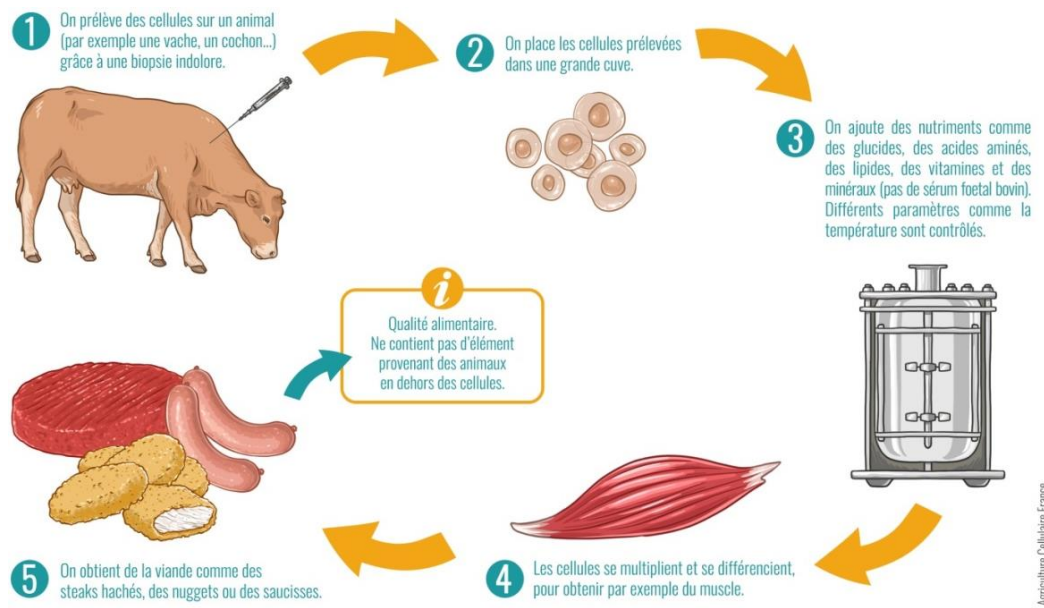 1
On prélève des cellules sur un animal
(par exemple une vache, un cochon...)
grâce à une biopsie indolore.
2
On place les cellules prélevées
dans une grande cuve.
3
On ajoute des nutriments comme
des glucides, des acides aminés,
des lipides, des vitamines et des
minéraux (pas de sérum foetal bovin).
Différents paramètres comme la
température sont contrôlés.
i
Qualité alimentaire.
Ne contient pas d'élément
provenant des animaux
en dehors des cellules.
4
Les cellules se multiplient et se différencient,
pour obtenir par exemple du muscle.
5
On obtient de la viande comme des
steaks hachés, des nuggets ou des saucisses.
Agriculture Cellulaire France